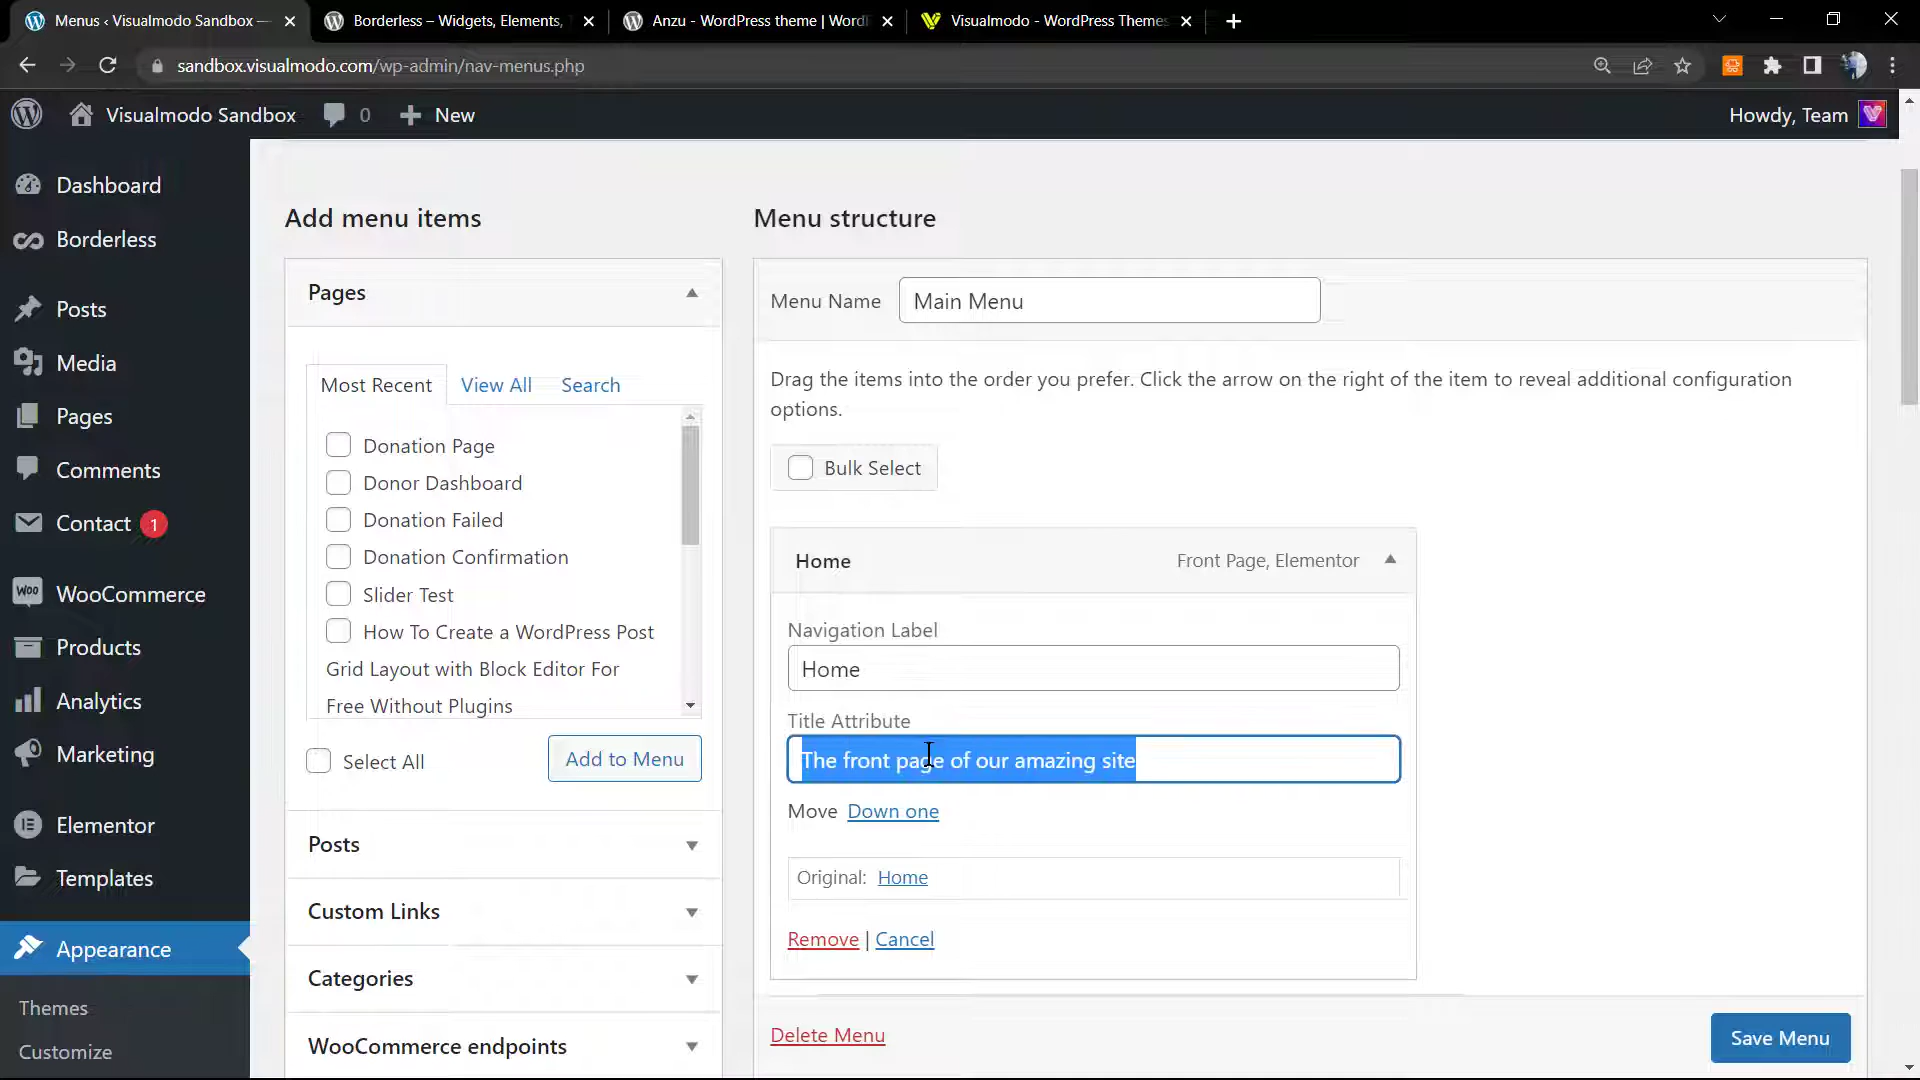 Menus ‹ Visualmodo Sandbox —
Borderless – Widgets, Elements,
Anzu - WordPress theme | Word
Visualmodo - WordPress Themes
sandbox.visualmodo.com/wp-admin/nav-menus.php
Visualmodo Sandbox
0
New
Howdy, Team
Dashboard
Borderless
Posts
Media
Pages
Comments
Contact 1
WooCommerce
Products
Analytics
Marketing
Elementor
Templates
Appearance
Themes
Customize
Add menu items
Pages
Most Recent
View All
Search
Donation Page
Donor Dashboard
Donation Failed
Donation Confirmation
Slider Test
How To Create a WordPress Post
Grid Layout with Block Editor For
Free Without Plugins
Select All
Add to Menu
Posts
Custom Links
Categories
WooCommerce endpoints
Menu structure
Menu Name Main Menu
Drag the items into the order you prefer. Click the arrow on the right of the item to reveal additional configuration
options.
Bulk Select
Home
Front Page, Elementor
Navigation Label
Home
Title Attribute
The front page of our amazing site
Move Down one
Original: Home
Remove | Cancel
Delete Menu
Save Menu